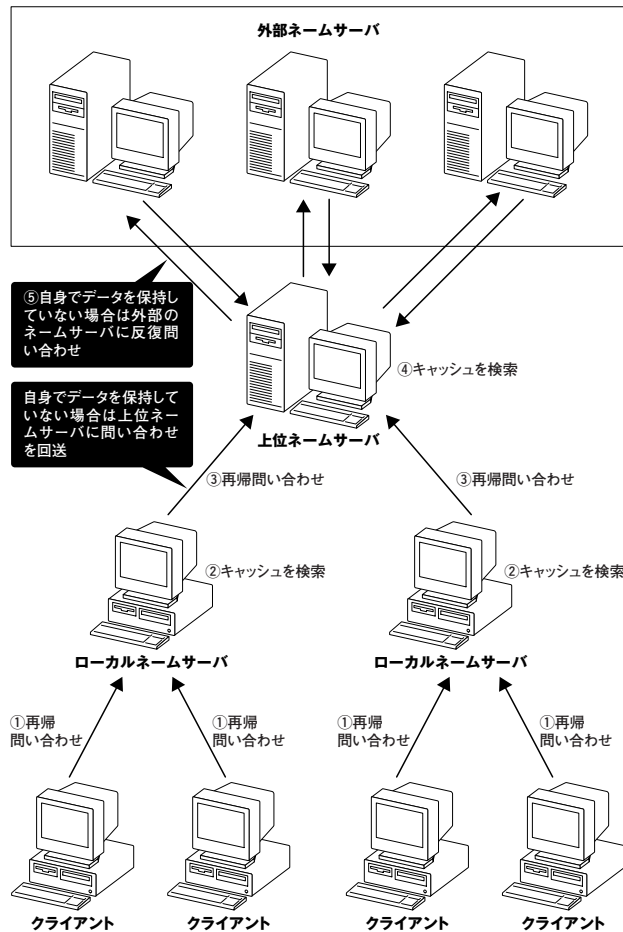 外部ネームサーバ
⑤自身でデータを保持し
ていない場合は外部の
ネームサーバに反復問
い合わせ
④キャッシュを検索
自身でデータを保持して
いない場合は上位ネー
ムサーバに問い合わせ
を回送
上位ネームサーバ
③再帰問い合わせ
③再帰問い合わせ
②キャッシュを検索
②キャッシュを検索
ローカルネームサーバ
ローカルネームサーバ
①再帰
問い合わせ
①再帰
問い合わせ
①再帰
問い合わせ
①再帰
問い合わせ
クライアント
クライアント
クライアント
クライアント